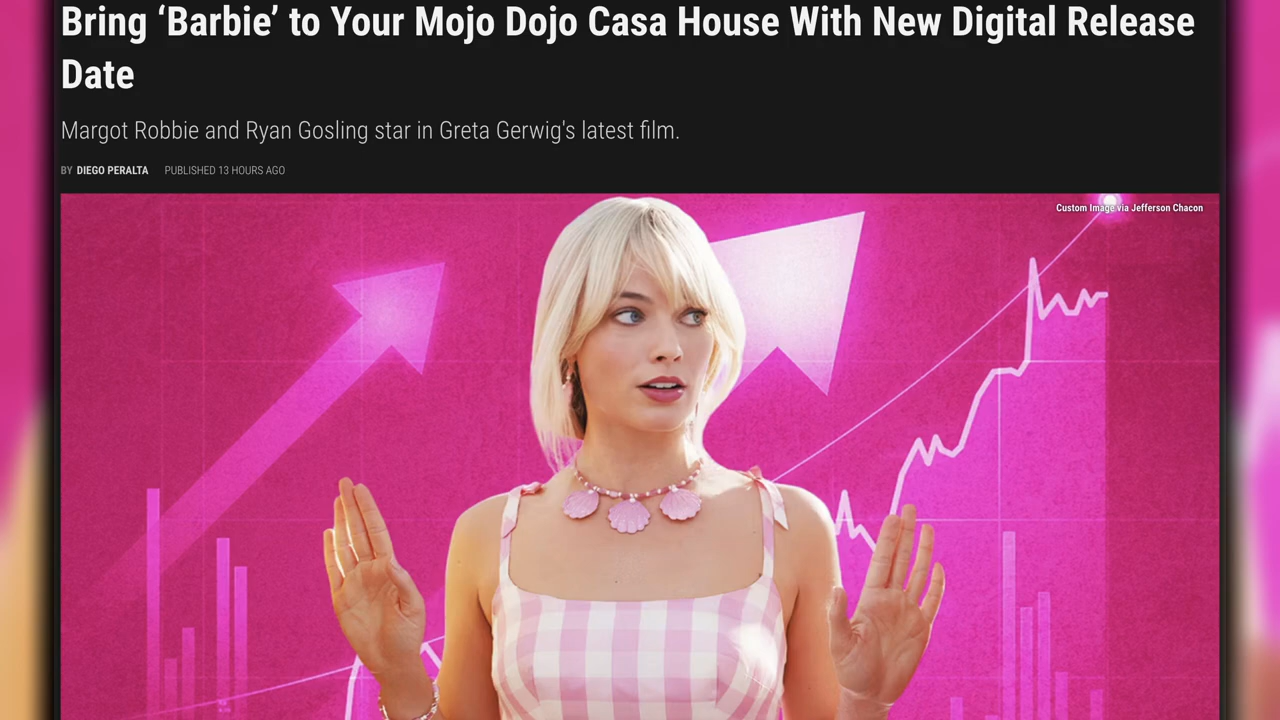 Bring ‘Barbie’ to Your Mojo Dojo Casa House With New Digital Release
Date
Margot Robbie and Ryan Gosling star in Greta Gerwig's latest film.
BY DIEGO PERALTA PUBLISHED 13 HOURS AGO
Custom Image via Jefferson Chacon